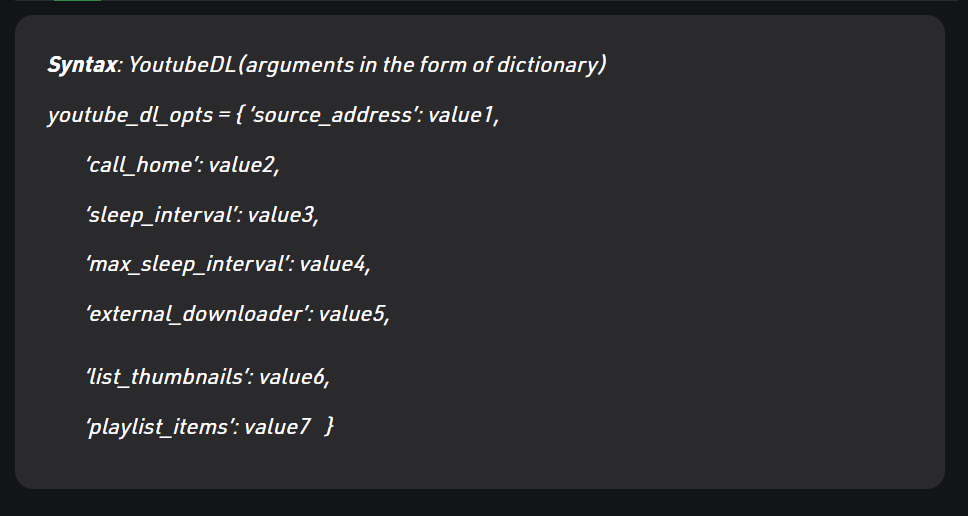 Syntax: YoutubeDL(arguments in the form of dictionary)
youtube_dl_opts = { ‘source_address’: value1,
‘call_home’: value2,
‘sleep_interval’: value3,
‘max_sleep_interval’: value4,
‘external_downloader’: value5,
‘list_thumbnails’: value6,
‘playlist_items’: value7 }